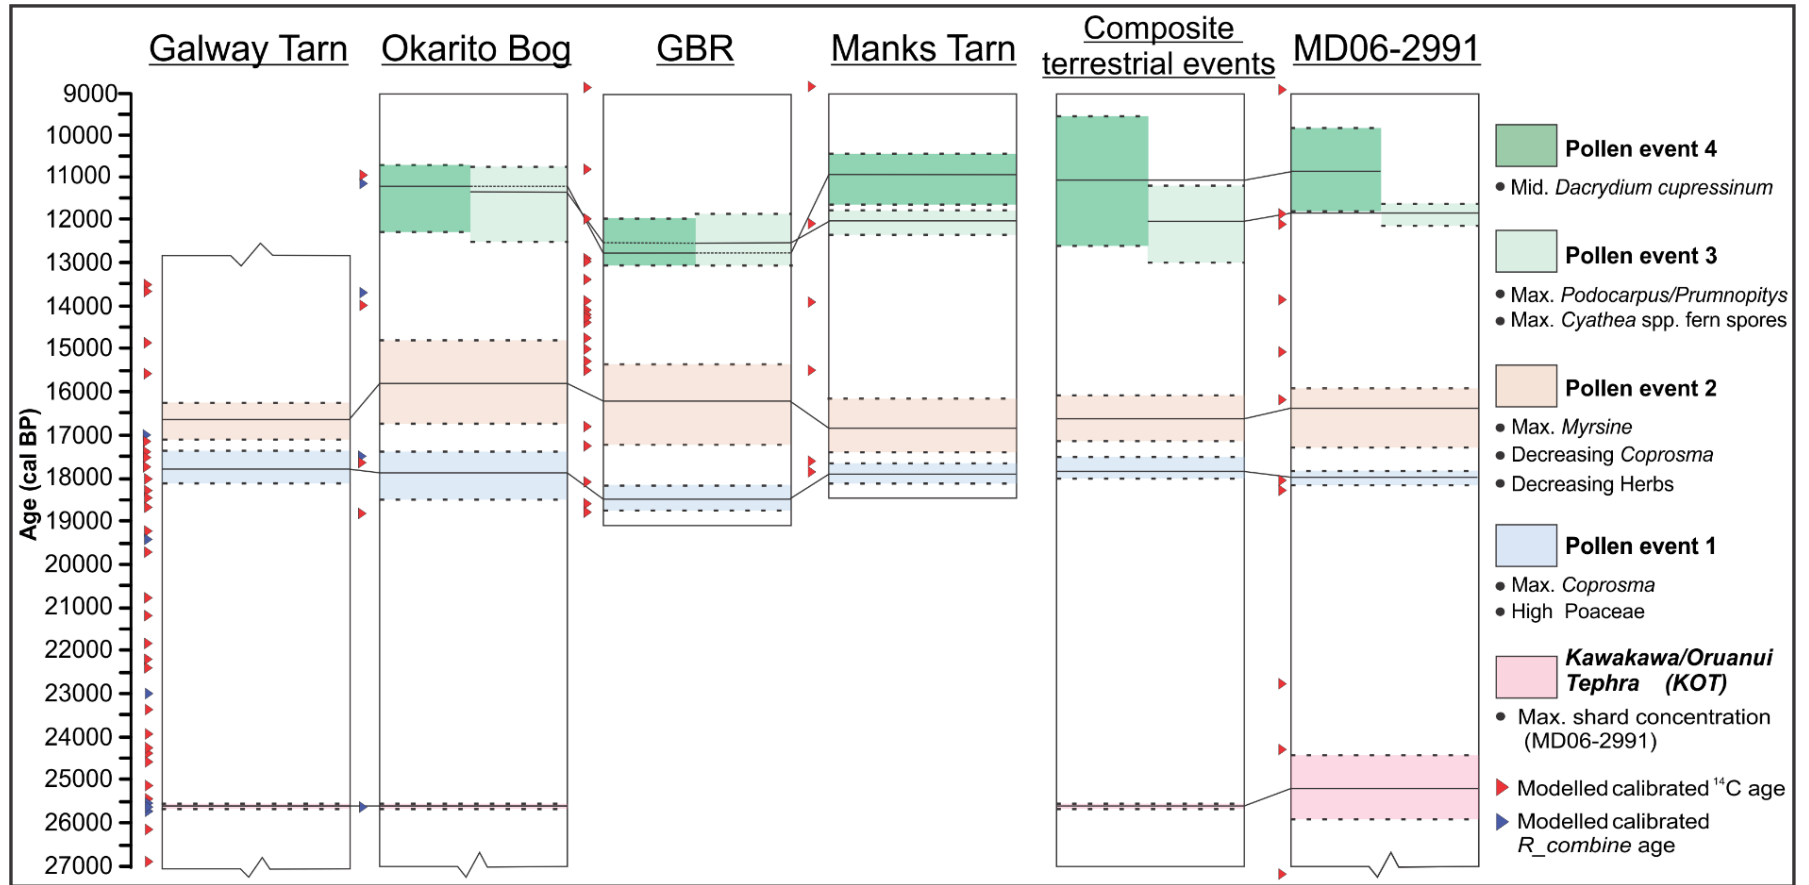 Galway Tarn
Okarito Bog
GBR
Manks Tarn
Composite
terrestrial events
MD06-2991
Age (cal BP)
9000
10000
11000
12000
13000
14000
15000
16000
17000
18000
19000
20000
21000
22000
23000
24000
25000
26000
27000
Pollen event 4
• Mid. Dacrydium cupressinum
Pollen event 3
• Max. Podocarpus/Prumnopitys
• Max. Cyathea spp. fern spores
Pollen event 2
• Max. Myrsine
• Decreasing Coprosma
• Decreasing Herbs
Pollen event 1
• Max. Coprosma
• High Poaceae
Kawakawa/Oruanui
Tephra (KOT)
• Max. shard concentration
(MD06-2991)
Modelled calibrated ¹⁴C age
Modelled calibrated
R_combine age